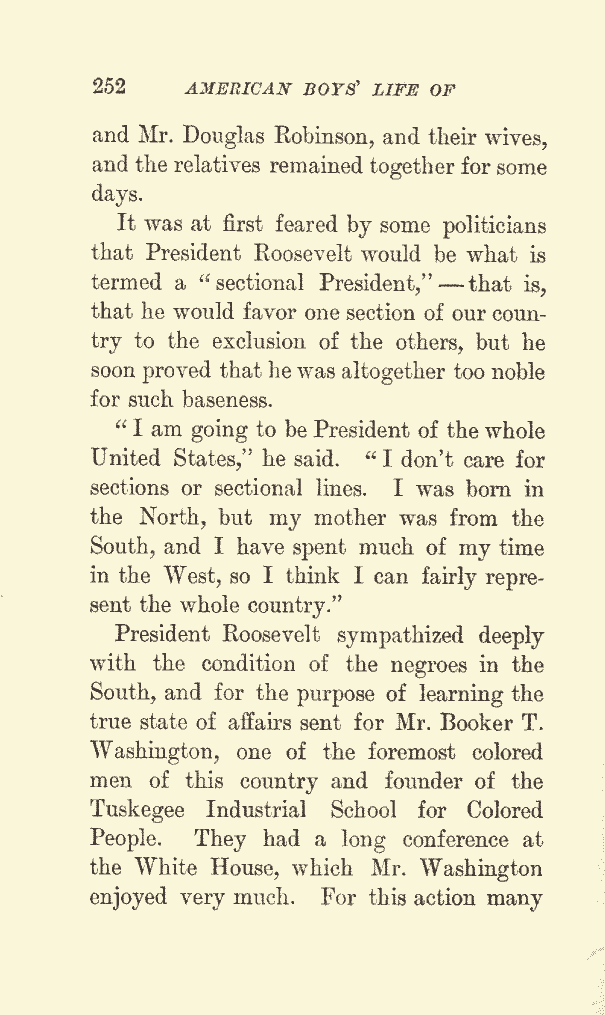 252 AMERICAN BOYS' LIFE OF
and Mr. Douglas Robinson, and their wives,
and the relatives remained together for some
days.
It was at first feared by some politicians
that President Roosevelt would be what is
termed a "sectional President," — that is,
that he would favor one section of our coun-
try to the exclusion of the others, but he
soon proved that he was altogether too noble
for such baseness.
"I am going to be President of the whole
United States," he said. "I don't care for
sections or sectional lines. I was born in
the North, but my mother was from the
South, and I have spent much of my time
in the West, so I think I can fairly repre-
sent the whole country."
President Roosevelt sympathized deeply
with the condition of the negroes in the
South, and for the purpose of learning the
true state of affairs sent for Mr. Booker T.
Washington, one of the foremost colored
men of this country and founder of the
Tuskegee Industrial School for Colored
People. They had a long conference at
the White House, which Mr. Washington
enjoyed very much. For this action many